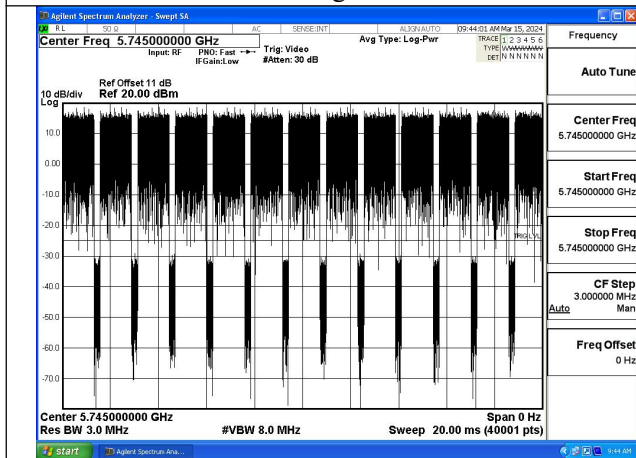 Agilent Spectrum Analyzer - Swept SA
RL 50 Ω AC SENSE:INT ALIGN AUTO 09:44:01 AM Mar 15, 2024
Center Freq 5.745000000 GHz
Input: RF PNO: Fast Trig: Video
IFGain:Low #Atten: 30 dB
Avg Type: Log-Pwr
TRACE 1 2 3 4 5 6
TYPE WWWWWW
DET N N N N N N
Ref Offset 11 dB
10 dB/div Ref 20.00 dBm
Log
10.0
0.00
-10.0
-20.0
TRIG LVL
-30.0
-40.0
-50.0
-60.0
-70.0
Center 5.745000000 GHz Span 0 Hz
Res BW 3.0 MHz #VBW 8.0 MHz Sweep 20.00 ms (40001 pts)
Frequency
Auto Tune
Center Freq
5.745000000 GHz
Start Freq
5.745000000 GHz
Stop Freq
5.745000000 GHz
CF Step
3.000000 MHz
Auto Man
Freq Offset
0 Hz
start Agilent Spectrum Ana... 9:44 AM